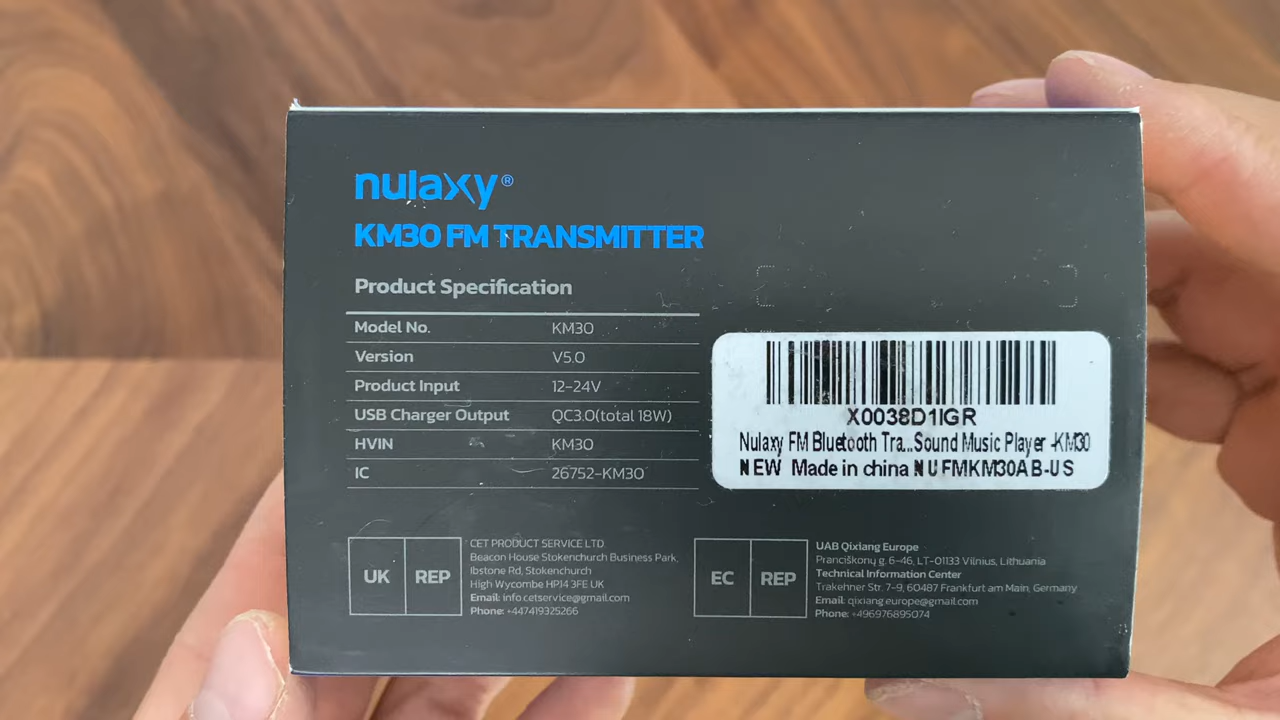 nulaxy®
KM30 FM TRANSMITTER
Product Specification
Model No. KM30
Version V5.0
Product Input 12-24V
USB Charger Output QC3.0(total 18W)
HVIN KM30
IC 26752-KM30
X0038D1IGR
Nulaxy FM Bluetooth Tra...Sound Music Player -KM30
NEW Made in china NUFMKM30AB-US
UK REP
CET PRODUCT SERVICE LTD.
Beacon House Stokenchurch Business Park,
Ibstone Rd, Stokenchurch
High Wycombe HP14 3FE UK
Email: info.cetservice@gmail.com
Phone: +447419325266
EC REP
UAB Qixiang Europe
Pranciškonų g. 6-46, LT-01133 Vilnius, Lithuania
Technical Information Center
Trakehner Str. 7-9, 60487 Frankfurt am Main, Germany
Email: qixiang.europe@gmail.com
Phone: +496976895074